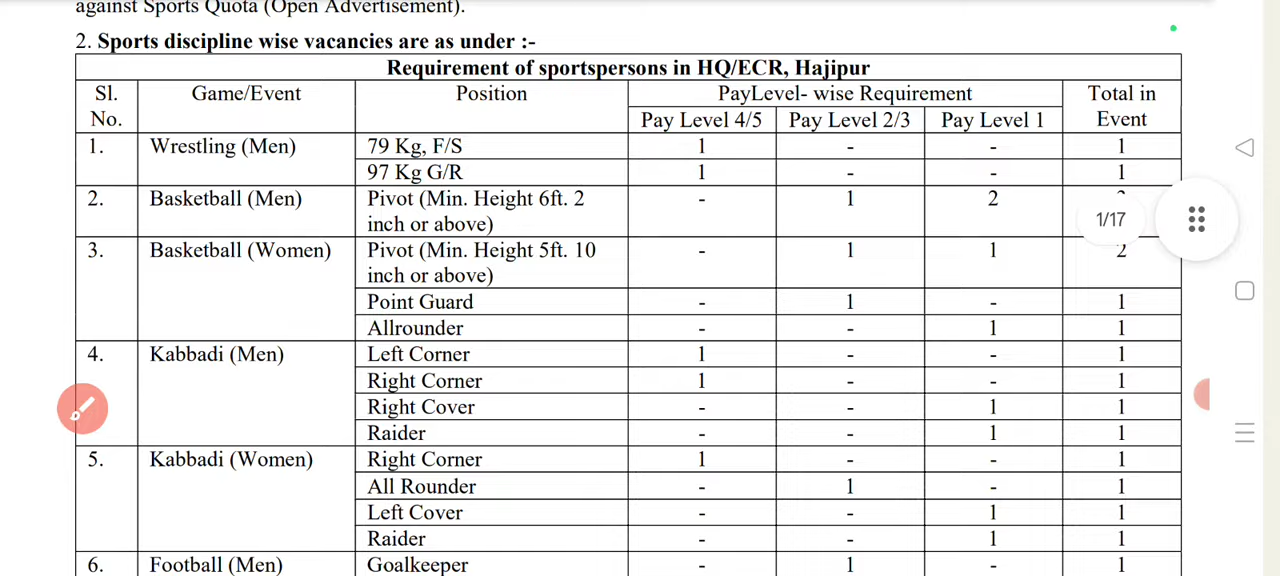 against Sports Quota (Open Advertisement).
2. Sports discipline wise vacancies are as under :-
Requirement of sportspersons in HQ/ECR, Hajipur
Sl. No. Game/Event Position PayLevel- wise Requirement Total in Event
Pay Level 4/5 Pay Level 2/3 Pay Level 1
1. Wrestling (Men) 79 Kg, F/S 1 - - 1
97 Kg G/R 1 - - 1
2. Basketball (Men) Pivot (Min. Height 6ft. 2 - 1 2
inch or above)
1/17
3. Basketball (Women) Pivot (Min. Height 5ft. 10 - 1 1 2
inch or above)
Point Guard - 1 - 1
Allrounder - - 1 1
4. Kabbadi (Men) Left Corner 1 - - 1
Right Corner 1 - - 1
Right Cover - - 1 1
Raider - - 1 1
5. Kabbadi (Women) Right Corner 1 - - 1
All Rounder - 1 - 1
Left Cover - - 1 1
Raider - - 1 1
6. Football (Men) Goalkeeper - 1 - 1